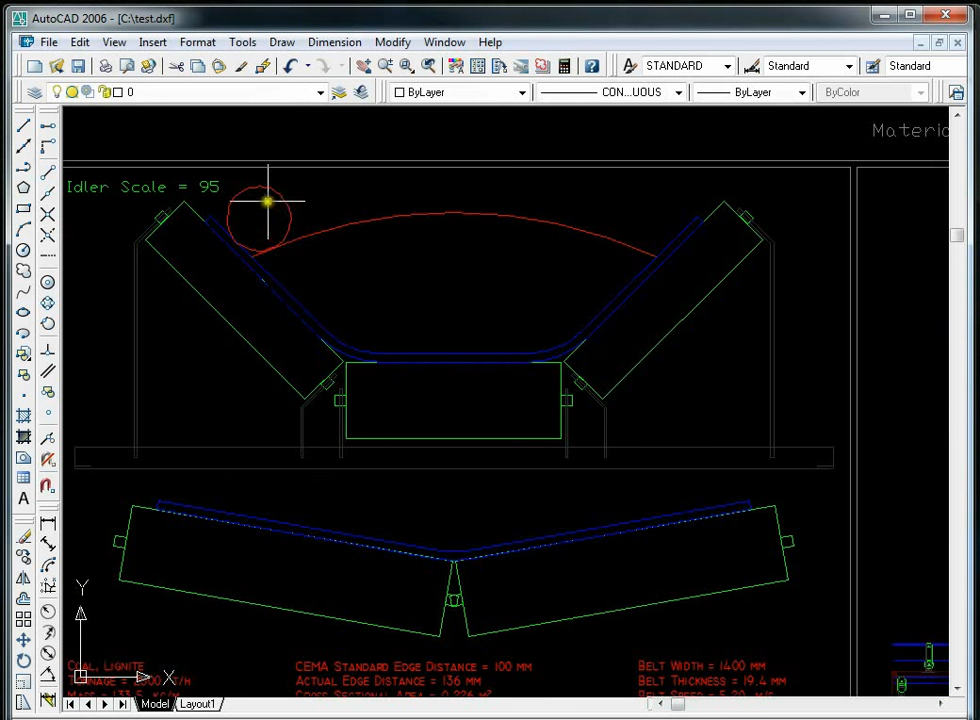 AutoCAD 2006 - [C:\test.dxf]
File Edit View Insert Format Tools Draw Dimension Modify Window Help
STANDARD Standard Standard
0 ByLayer CON...UOUS ByLayer ByColor
Materia
Idler Scale = 95
Y
X
COAL, LIGNITE CEMA STANDARD EDGE DISTANCE = 100 MM BELT WIDTH = 1400 MM
ACTUAL EDGE DISTANCE = 136 MM BELT THICKNESS = 19.4 MM
Model Layout1
A